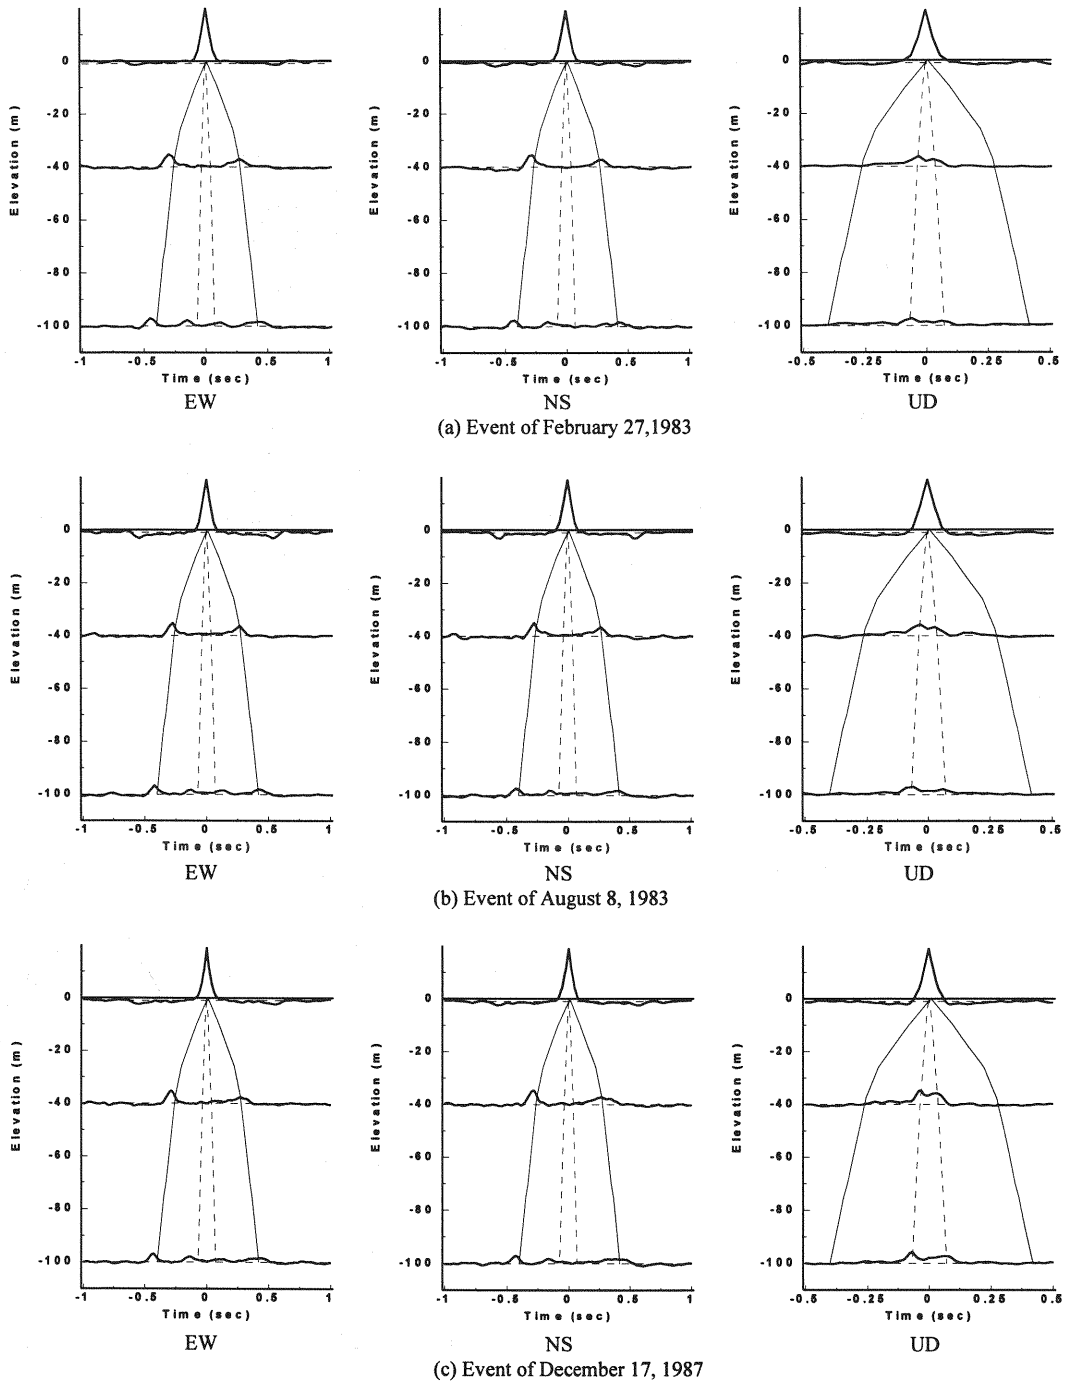 0 -20 -40 -60 -80 -100
Elevation (m)
-1 -0.5 0 0.5 1
Time (sec)
EW
0 -20 -40 -60 -80 -100
Elevation (m)
-1 -0.5 0 0.5 1
Time (sec)
NS
0 -20 -40 -60 -80 -100
Elevation (m)
-0.5 -0.25 0 0.25 0.5
Time (sec)
UD
(a) Event of February 27,1983
0 -20 -40 -60 -80 -100
Elevation (m)
-1 -0.5 0 0.5 1
Time (sec)
EW
0 -20 -40 -60 -80 -100
Elevation (m)
-1 -0.5 0 0.5 1
Time (sec)
NS
0 -20 -40 -60 -80 -100
Elevation (m)
-0.5 -0.25 0 0.25 0.5
Time (sec)
UD
(b) Event of August 8, 1983
0 -20 -40 -60 -80 -100
Elevation (m)
-1 -0.5 0 0.5 1
Time (sec)
EW
0 -20 -40 -60 -80 -100
Elevation (m)
-1 -0.5 0 0.5 1
Time (sec)
NS
0 -20 -40 -60 -80 -100
Elevation (m)
-0.5 -0.25 0 0.25 0.5
Time (sec)
UD
(c) Event of December 17, 1987